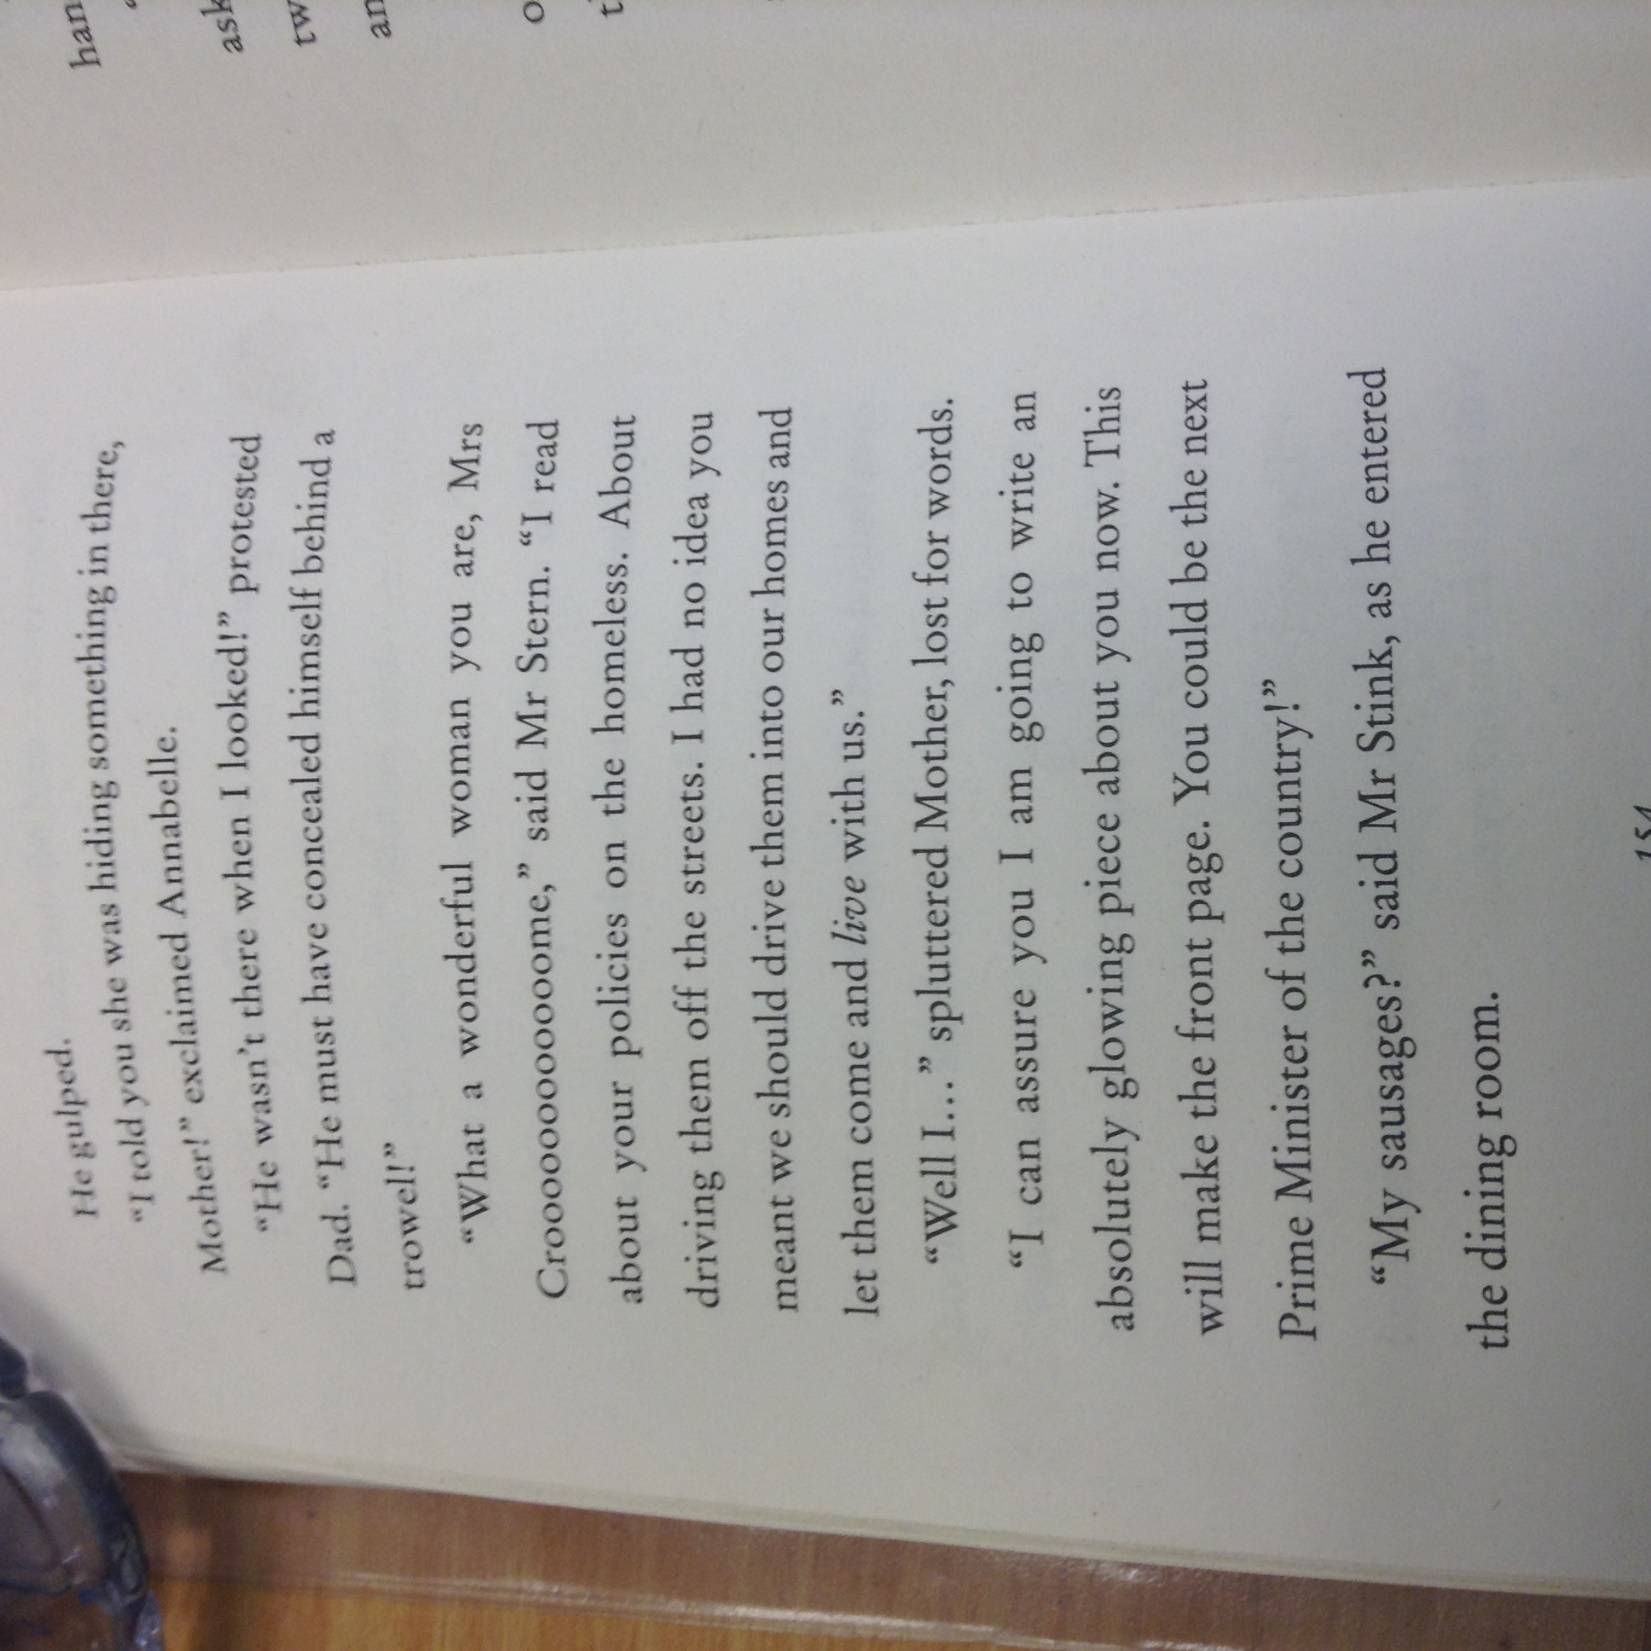 He gulped.
“I told you she was hiding something in there,
Mother!” exclaimed Annabelle.
“He wasn’t there when I looked!” protested
Dad. “He must have concealed himself behind a
trowel!”
“What a wonderful woman you are, Mrs
Crooooooooooooome,” said Mr Stern. “I read
about your policies on the homeless. About
driving them off the streets. I had no idea you
meant we should drive them into our homes and
let them come and live with us.”
“Well I…” spluttered Mother, lost for words.
“I can assure you I am going to write an
absolutely glowing piece about you now. This
will make the front page. You could be the next
Prime Minister of the country!”
“My sausages?” said Mr Stink, as he entered
the dining room.
154